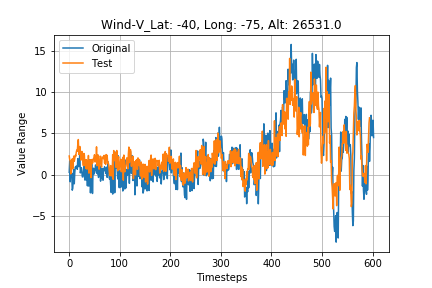 Wind-V_Lat: -40, Long: -75, Alt: 26531.0
Original
Test
Value Range
15
10
5
0
−5
0 100 200 300 400 500 600
Timesteps